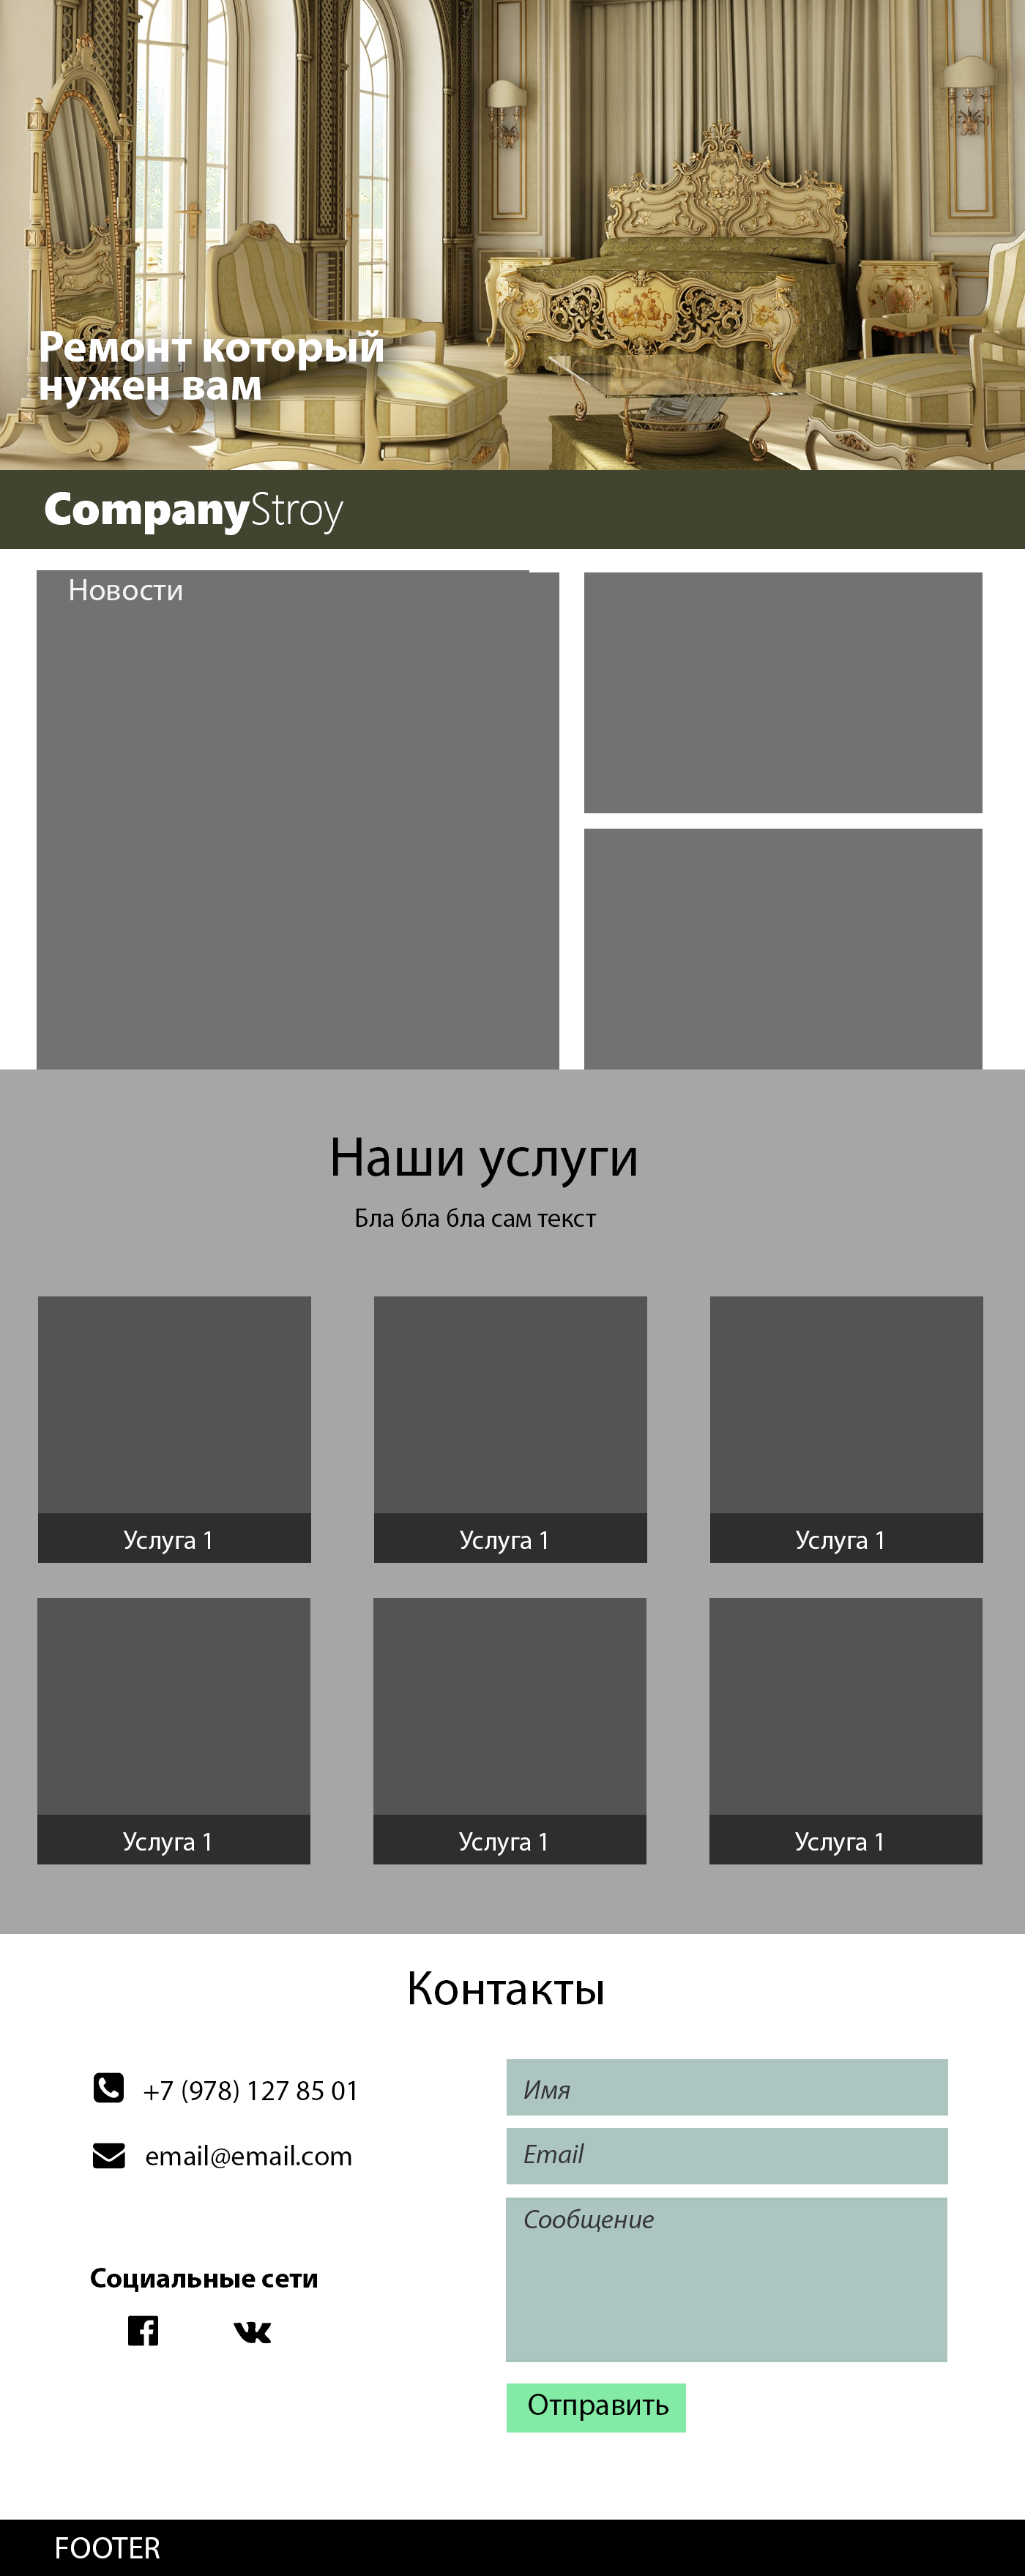 Ремонт который
нужен вам
CompanyStroy
Новости
Наши услуги
Бла бла бла сам текст
Услуга 1
Услуга 1
Услуга 1
Услуга 1
Услуга 1
Услуга 1
Контакты
+7 (978) 127 85 01
email@email.com
Социальные сети
Имя
Email
Сообщение
Отправить
FOOTER